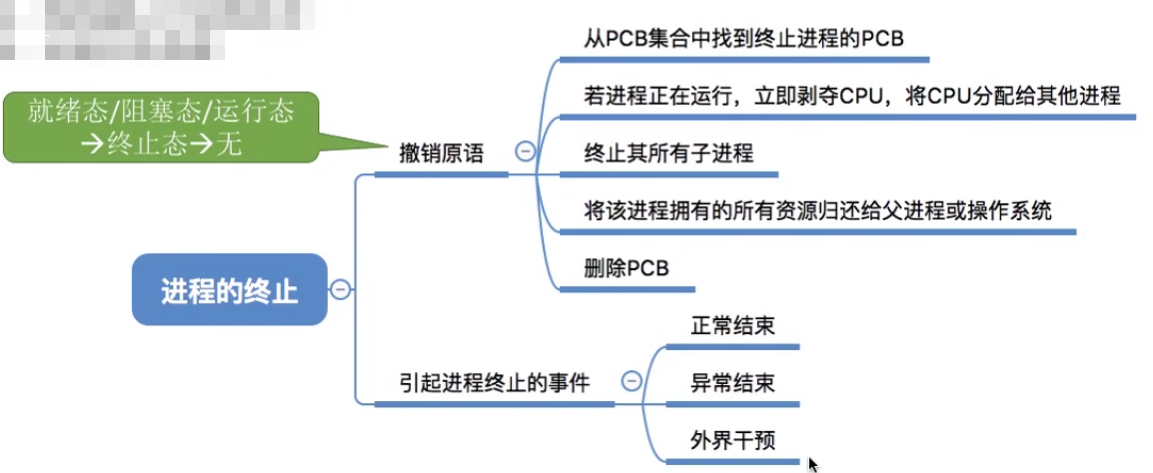 从PCB集合中找到终止进程的PCB
若进程正在运行，立即剥夺CPU，将CPU分配给其他进程
就绪态/阻塞态/运行态
→终止态→无
撤销原语
终止其所有子进程
将该进程拥有的所有资源归还给父进程或操作系统
删除PCB
进程的终止
正常结束
引起进程终止的事件
异常结束
外界干预